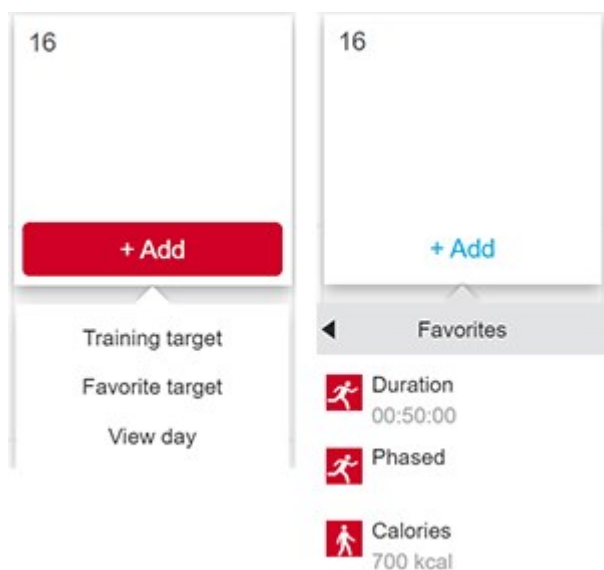 16
+ Add
Training target
Favorite target
View day
16
+ Add
Favorites
Duration
00:50:00
Phased
Calories
700 kcal